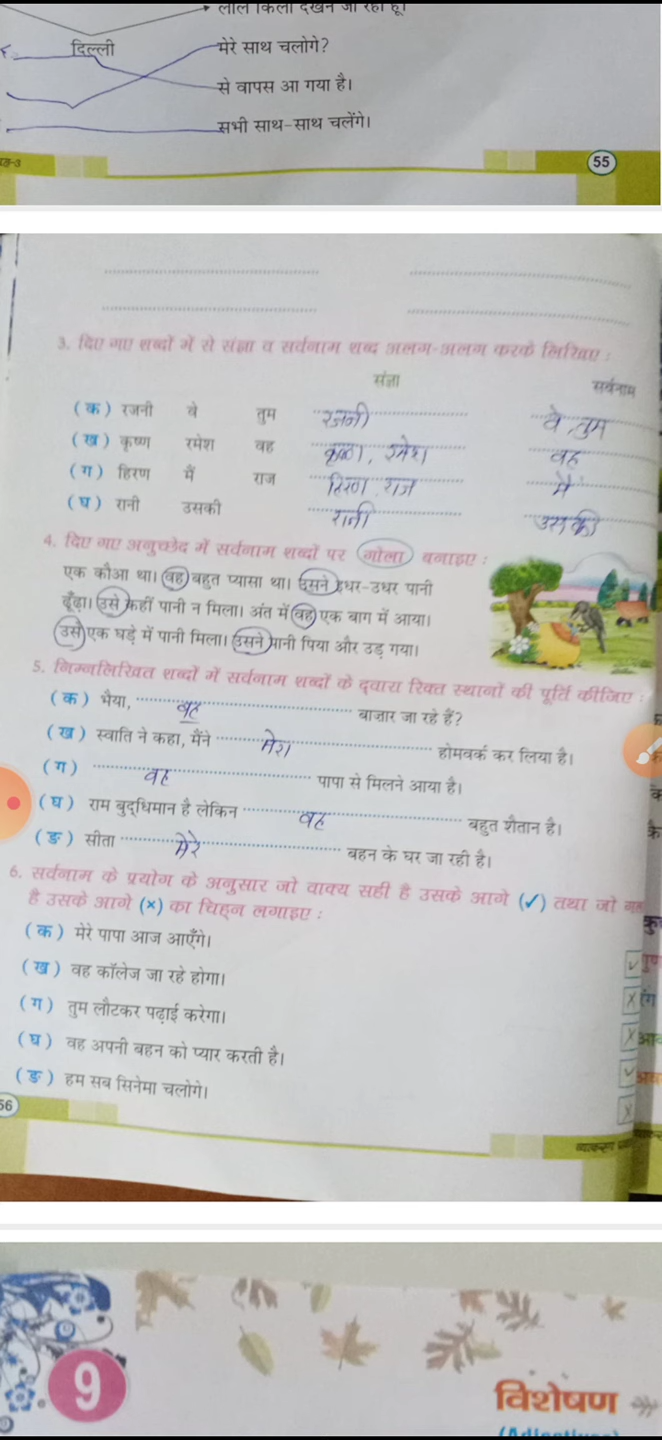 लाल किला देखने जा रहा हूँ।
दिल्ली मेरे साथ चलोगे?
से वापस आ गया है।
सभी साथ-साथ चलेंगे।
55
3. दिए गए शब्दों में से संज्ञा व सर्वनाम शब्द अलग-अलग करके लिखिए :
संज्ञा सर्वनाम
(क) रजनी वे तुम रजनी वे, तुम
(ख) कृष्ण रमेश वह कृष्ण, रमेश वह
(ग) हिरण मैं राज हिरण, राज मैं
(घ) रानी उसकी रानी उसकी
4. दिए गए अनुच्छेद में सर्वनाम शब्दों पर गोला बनाइए :
एक कौआ था। वह बहुत प्यासा था। उसने इधर-उधर पानी
ढूँढ़ा। उसे कहीं पानी न मिला। अंत में वह एक बाग में आया।
उसे एक घड़े में पानी मिला। उसने पानी पिया और उड़ गया।
5. निम्नलिखित शब्दों में सर्वनाम शब्दों के द्वारा रिक्त स्थानों की पूर्ति कीजिए :
(क) भैया, वह बाजार जा रहे हैं?
(ख) स्वाति ने कहा, मैंने मेरा होमवर्क कर लिया है।
(ग) वह पापा से मिलने आया है।
(घ) राम बुद्धिमान है लेकिन वह बहुत शैतान है।
(ङ) सीता मेरे बहन के घर जा रही है।
6. सर्वनाम के प्रयोग के अनुसार जो वाक्य सही है उसके आगे (✓) तथा जो
है उसके आगे (×) का चिह्न लगाइए :
(क) मेरे पापा आज आएँगे।
(ख) वह कॉलेज जा रहे होगा। ✓
(ग) तुम लौटकर पढ़ाई करेगा। ×
(घ) वह अपनी बहन को प्यार करती है। ×
(ङ) हम सब सिनेमा चलोगे। ✓
×
56
व्याकरण
9
विशेषण